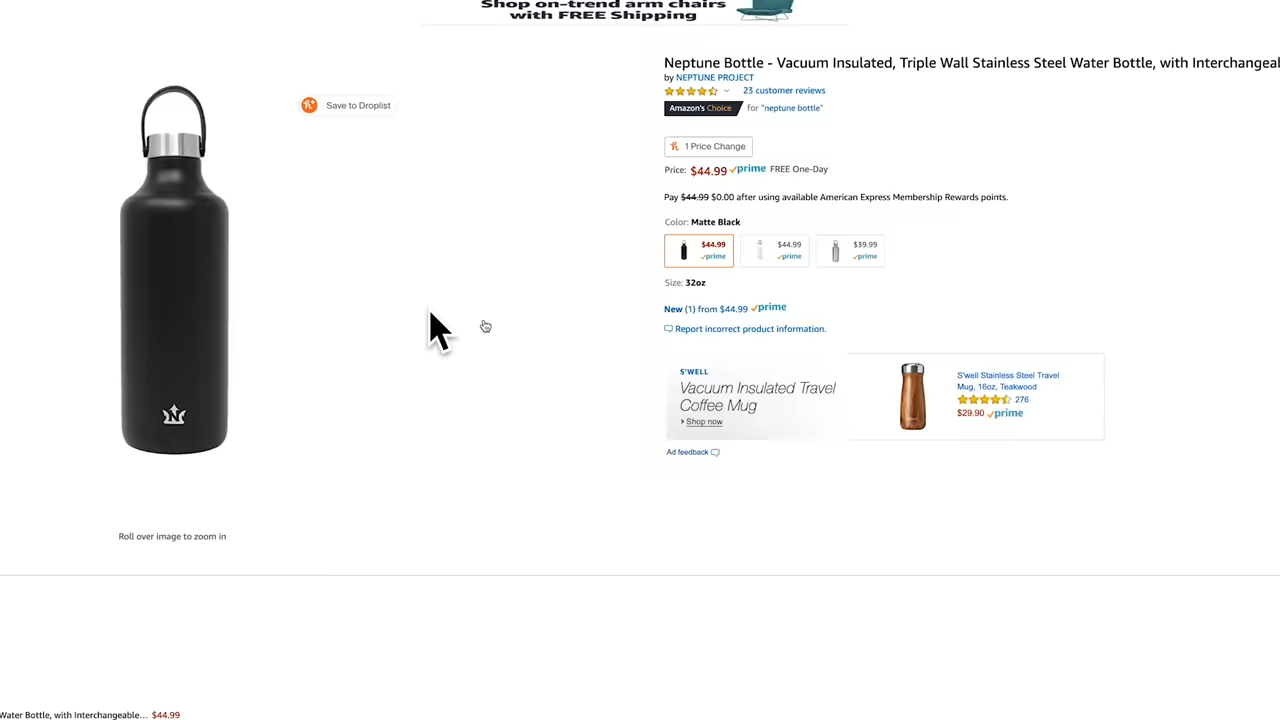 Shop on-trend arm chairs
with FREE Shipping
Save to Droplist
Neptune Bottle - Vacuum Insulated, Triple Wall Stainless Steel Water Bottle, with Interchangeal
by NEPTUNE PROJECT
23 customer reviews
Amazon's Choice for "neptune bottle"
1 Price Change
Price: $44.99 prime FREE One-Day
Pay $44.99 $0.00 after using available American Express Membership Rewards points.
Color: Matte Black
$44.99 prime
$44.99 prime
$39.99 prime
Size: 32oz
New (1) from $44.99 prime
Report incorrect product information.
S'WELL
Vacuum Insulated Travel
Coffee Mug
Shop now
S'well Stainless Steel Travel
Mug, 16oz, Teakwood
276
$29.90 prime
Ad feedback
N
Roll over image to zoom in
Water Bottle, with Interchangeable... $44.99